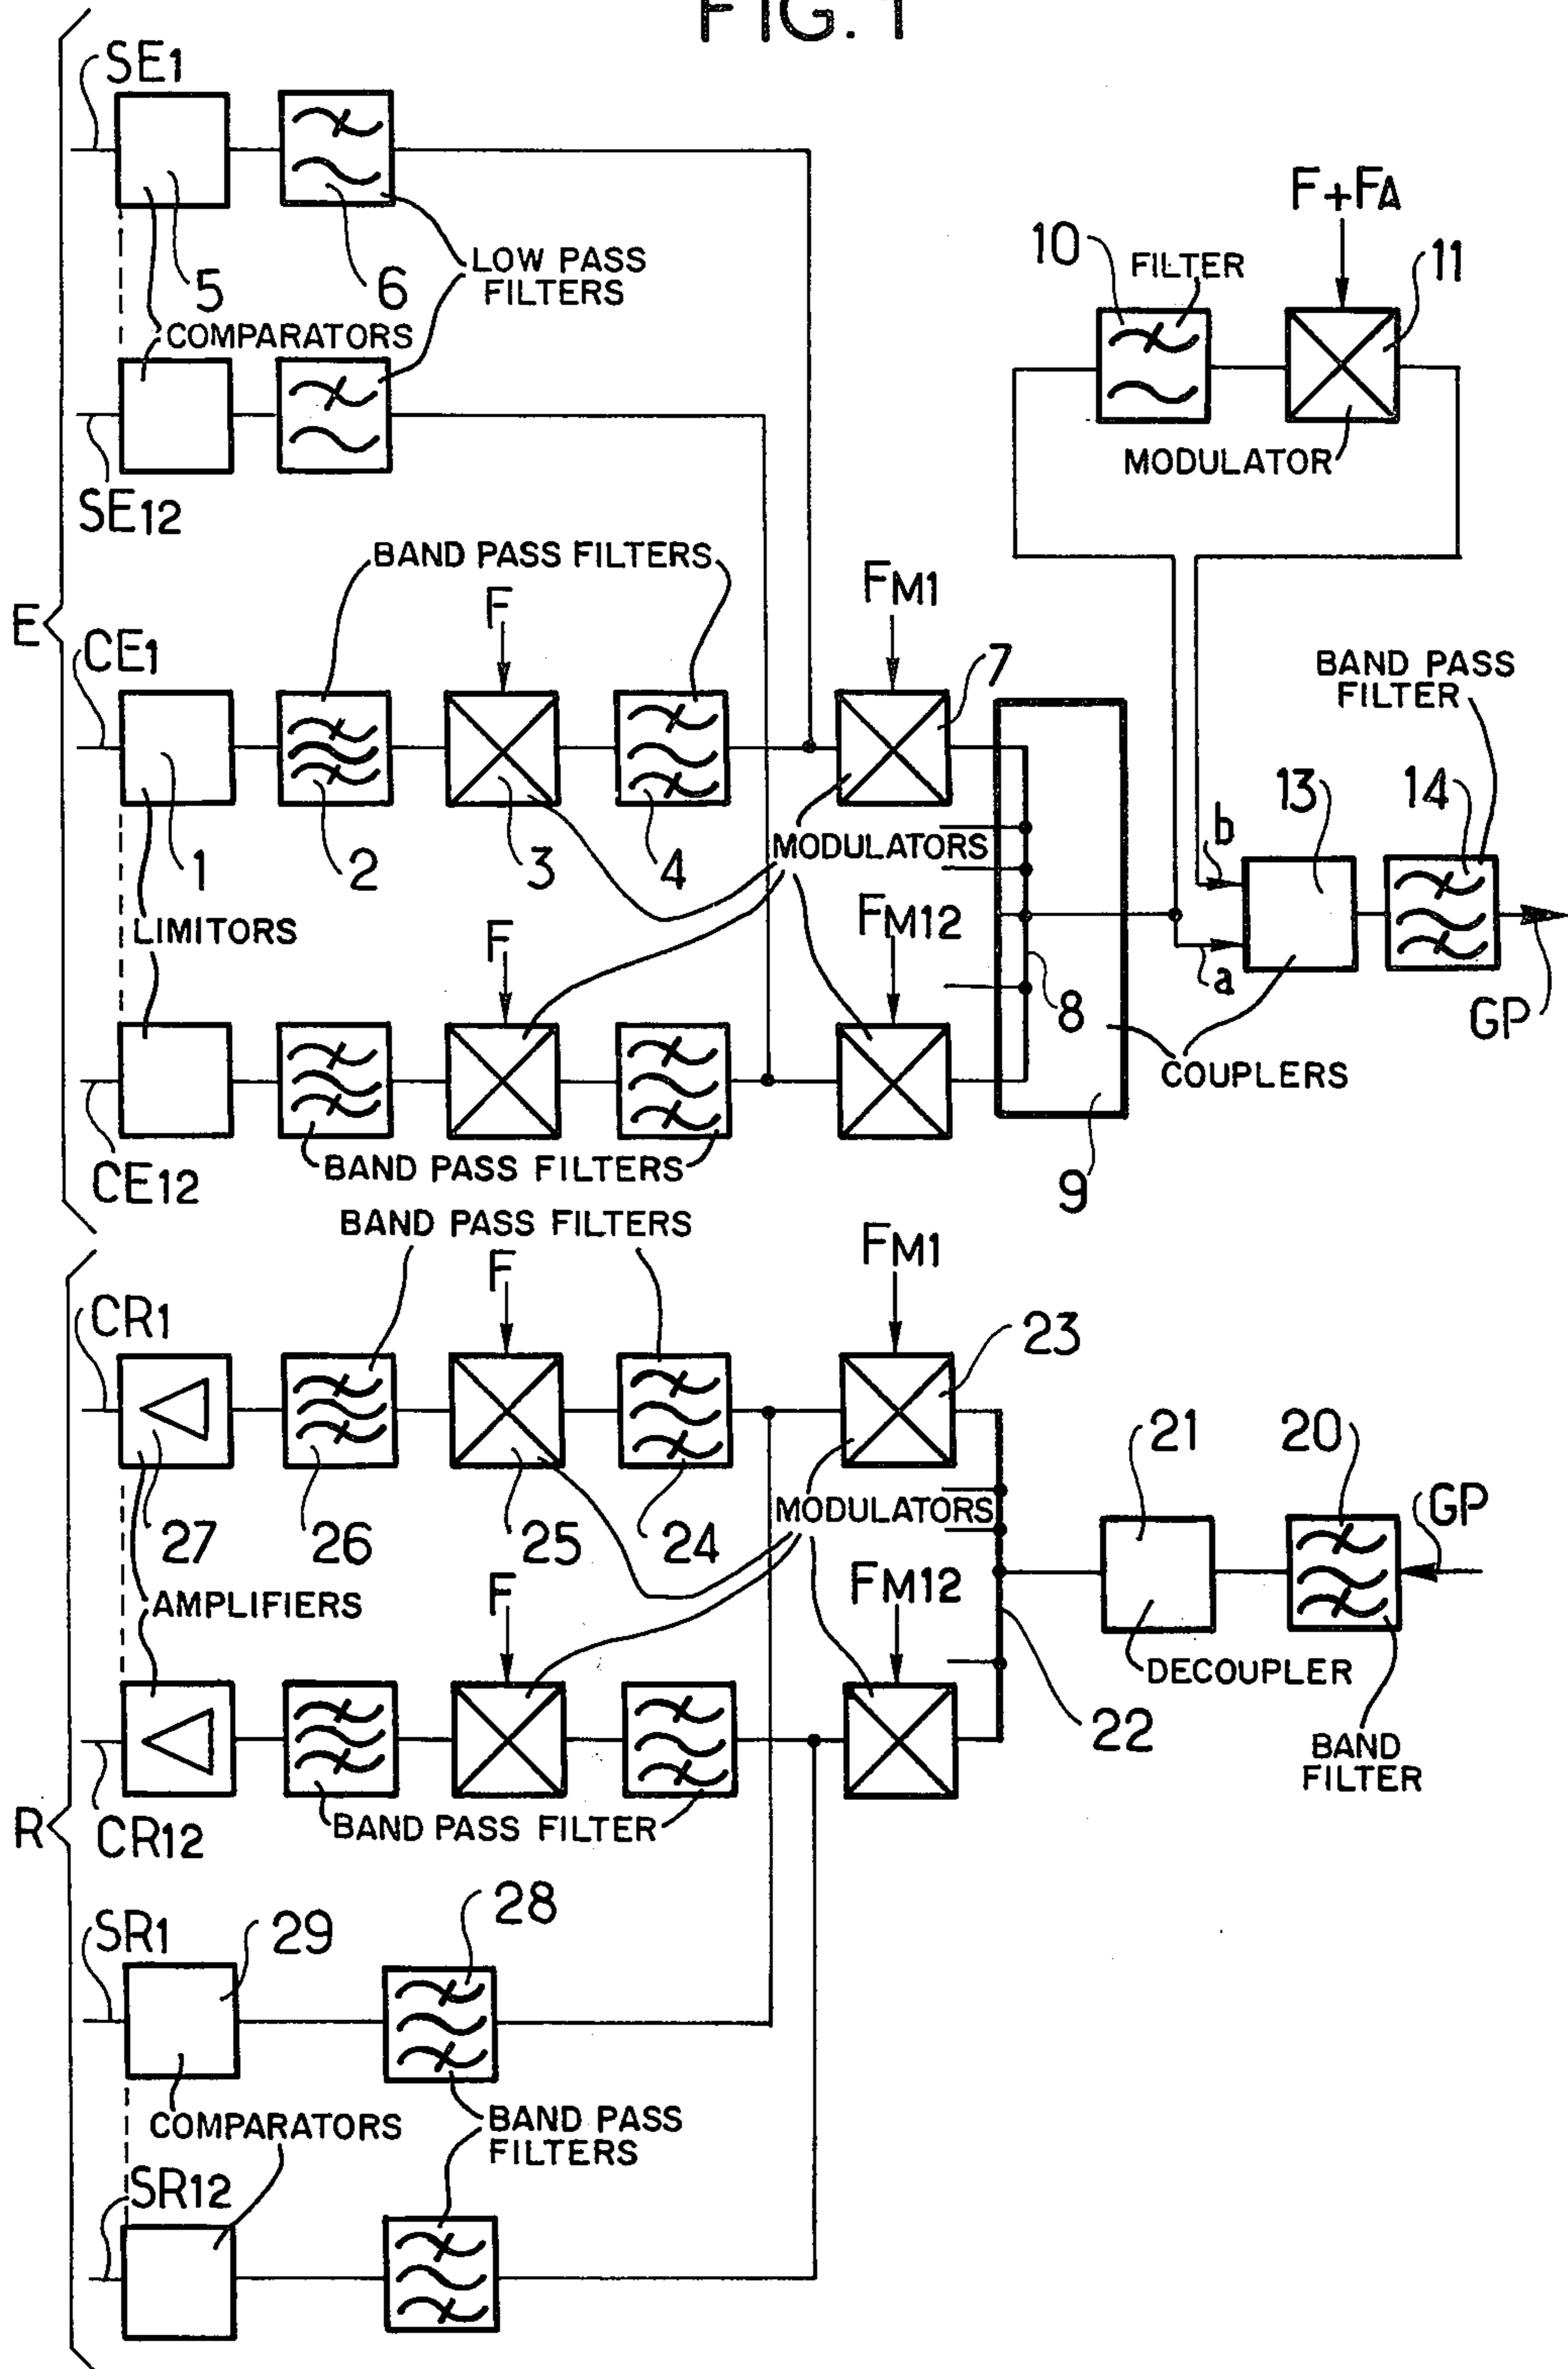 FIG. 1
SE1
5
6
LOW PASS
FILTERS
COMPARATORS
SE12
F+FA
10
FILTER
11
MODULATOR
E
BAND PASS FILTERS
CE1
F
FM1
7
1
2
3
4
MODULATORS
BAND PASS
FILTER
13
14
b
a
GP
LIMITORS
F
FM12
8
COUPLERS
CE12
BAND PASS FILTERS
9
BAND PASS FILTERS
CR1
F
FM1
23
27
26
25
24
MODULATORS
21
20
GP
AMPLIFIERS
F
FM12
DECOUPLER
22
BAND
FILTER
R
CR12
BAND PASS FILTER
SR1
29
28
COMPARATORS
BAND PASS
FILTERS
SR12